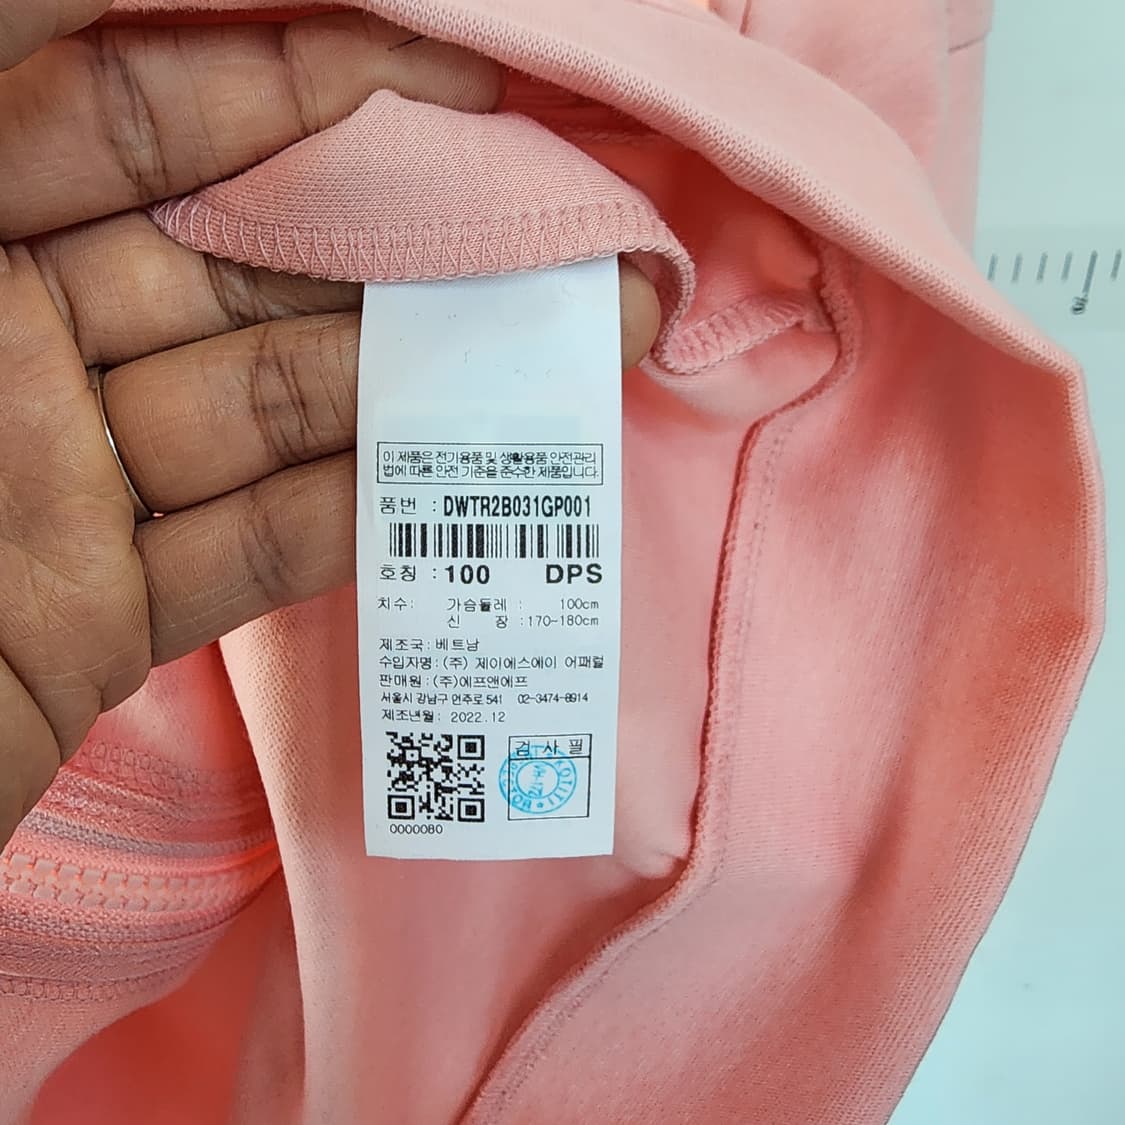 이 제품은 전기용품 및 생활용품 안전관리
법에 따른 안전 기준을 준수한 제품입니다.
품번 : DWTR2B031GP001
호칭 : 100 DPS
치수: 가슴둘레 : 100cm
신 장 : 170-180cm
제조국 : 베트남
수입자명 : (주) 제이에스에이 어패럴
판매원 : (주)에프앤에프
서울시 강남구 언주로 541 02-3474-8914
제조년월 : 2022.12
검 사 필
0000080